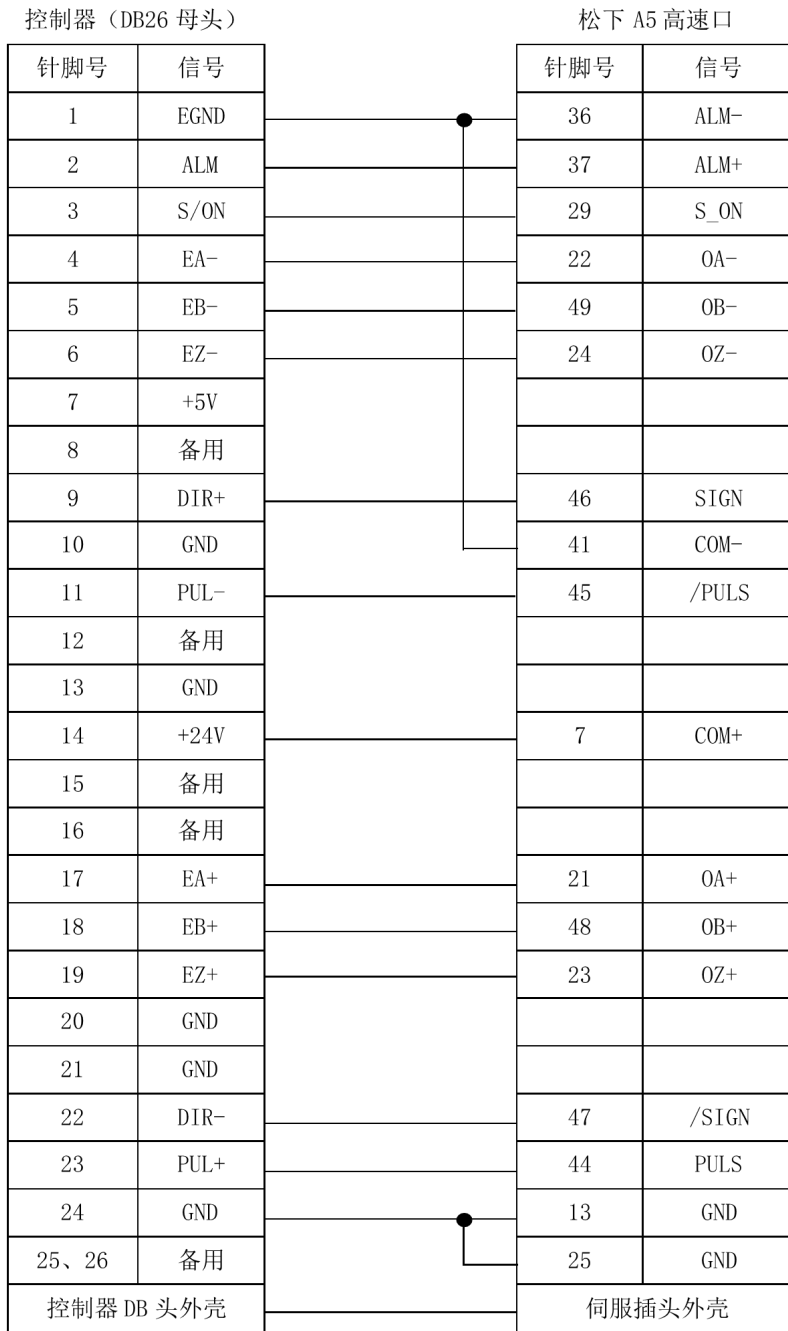 控制器（DB26 母头） 松下 A5 高速口
针脚号 信号 针脚号 信号
1 EGND 36 ALM-
2 ALM 37 ALM+
3 S/ON 29 S_ON
4 EA- 22 OA-
5 EB- 49 OB-
6 EZ- 24 OZ-
7 +5V
8 备用
9 DIR+ 46 SIGN
10 GND 41 COM-
11 PUL- 45 /PULS
12 备用
13 GND
14 +24V 7 COM+
15 备用
16 备用
17 EA+ 21 OA+
18 EB+ 48 OB+
19 EZ+ 23 OZ+
20 GND
21 GND
22 DIR- 47 /SIGN
23 PUL+ 44 PULS
24 GND 13 GND
25、26 备用 25 GND
控制器 DB 头外壳 伺服插头外壳